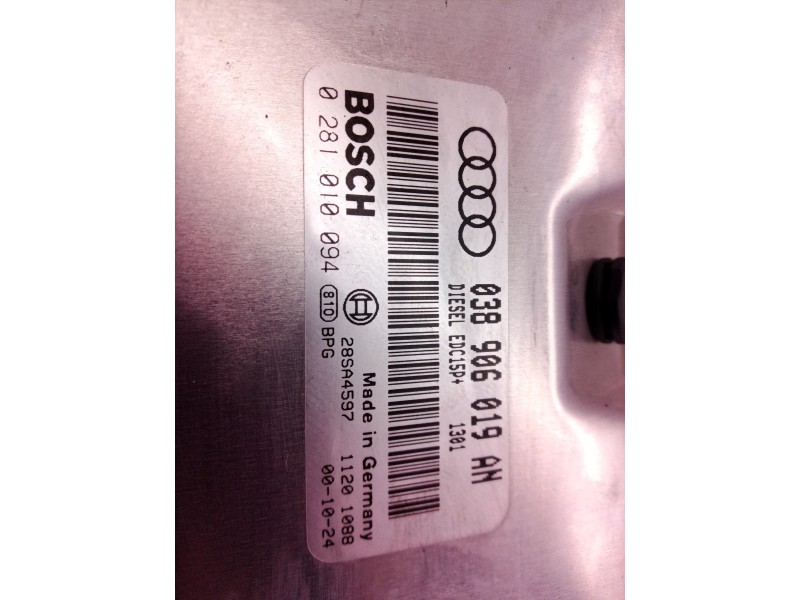 038 906 019 AN
DIESEL EDC15P+ 1301
BOSCH
0 281 010 094
810 BPG
Made in Germany
28SA4597 1120 1088
00-10-24